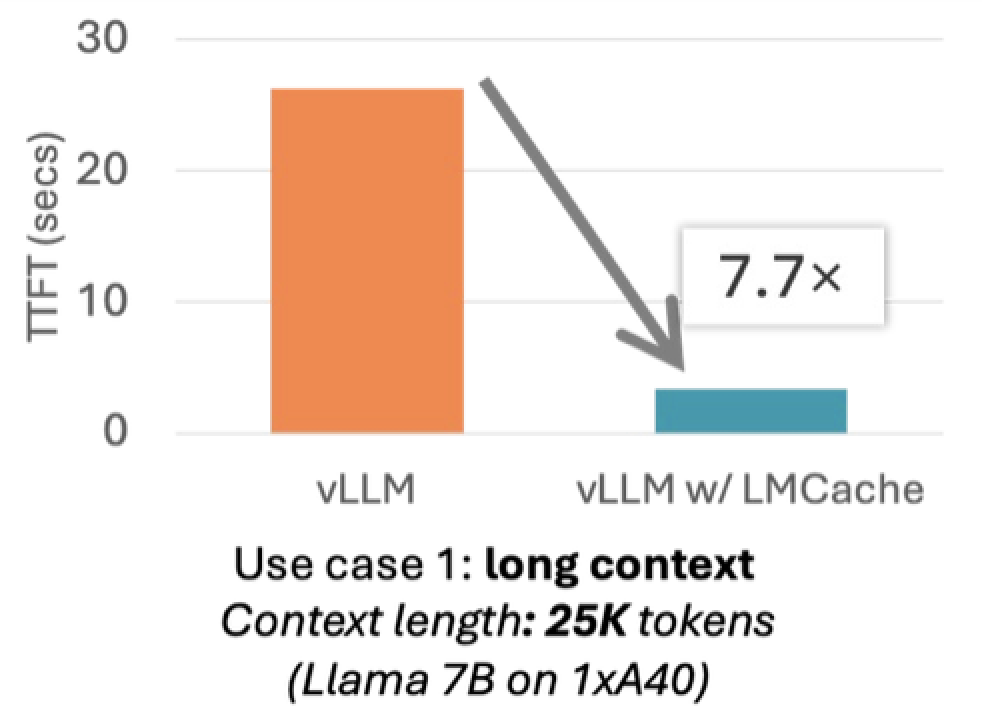 30
20
10
0
TTFT (secs)
7.7×
vLLM
vLLM w/ LMCache
Use case 1: long context
Context length: 25K tokens
(Llama 7B on 1xA40)